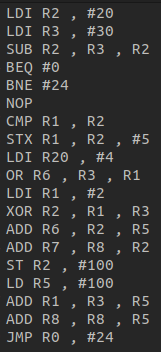 LDI R2 , #20
LDI R3 , #30
SUB R2 , R3 , R2
BEQ #0
BNE #24
NOP
CMP R1 , R2
STX R1 , R2 , #5
LDI R20 , #4
OR R6 , R3 , R1
LDI R1 , #2
XOR R2 , R1 , R3
ADD R6 , R2 , R5
ADD R7 , R8 , R2
ST R2 , #100
LD R5 , #100
ADD R1 , R3 , R5
ADD R8 , R8 , R5
JMP R0 , #24